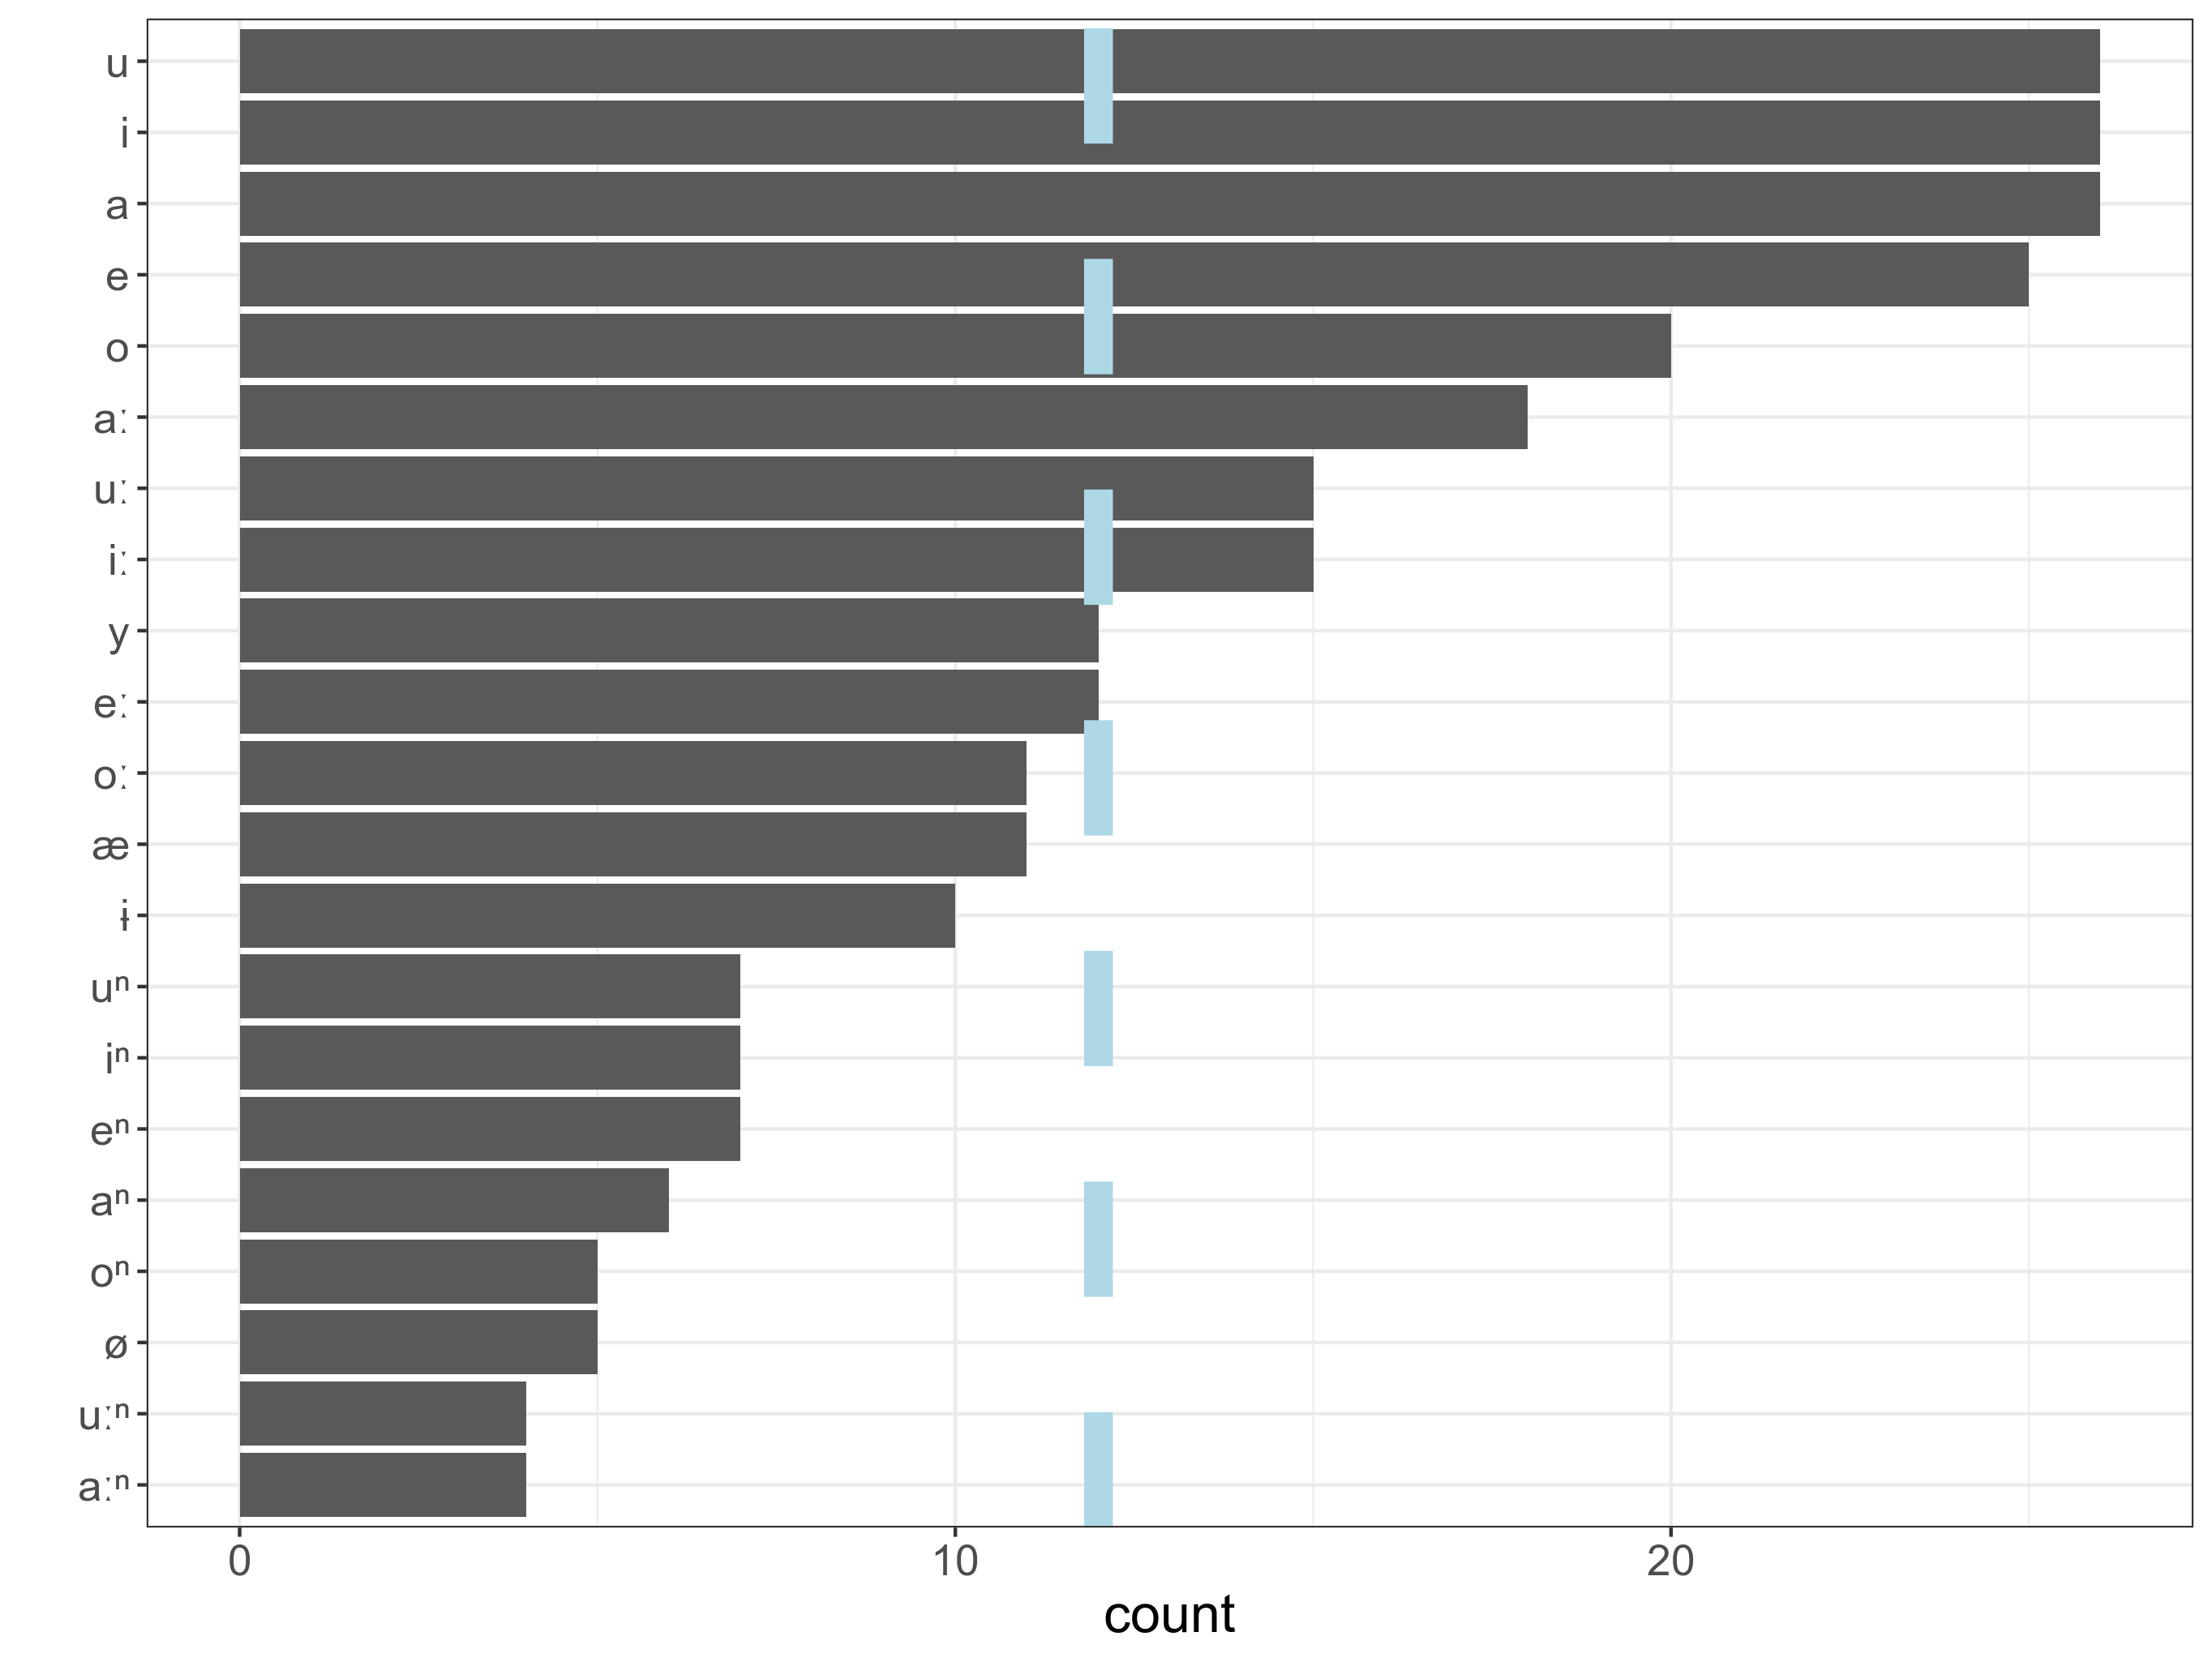 u
i
a
e
o
aː
uː
iː
y
eː
oː
æ
ɨ
uⁿ
iⁿ
eⁿ
aⁿ
oⁿ
ø
uːⁿ
aːⁿ
0 10 20
count